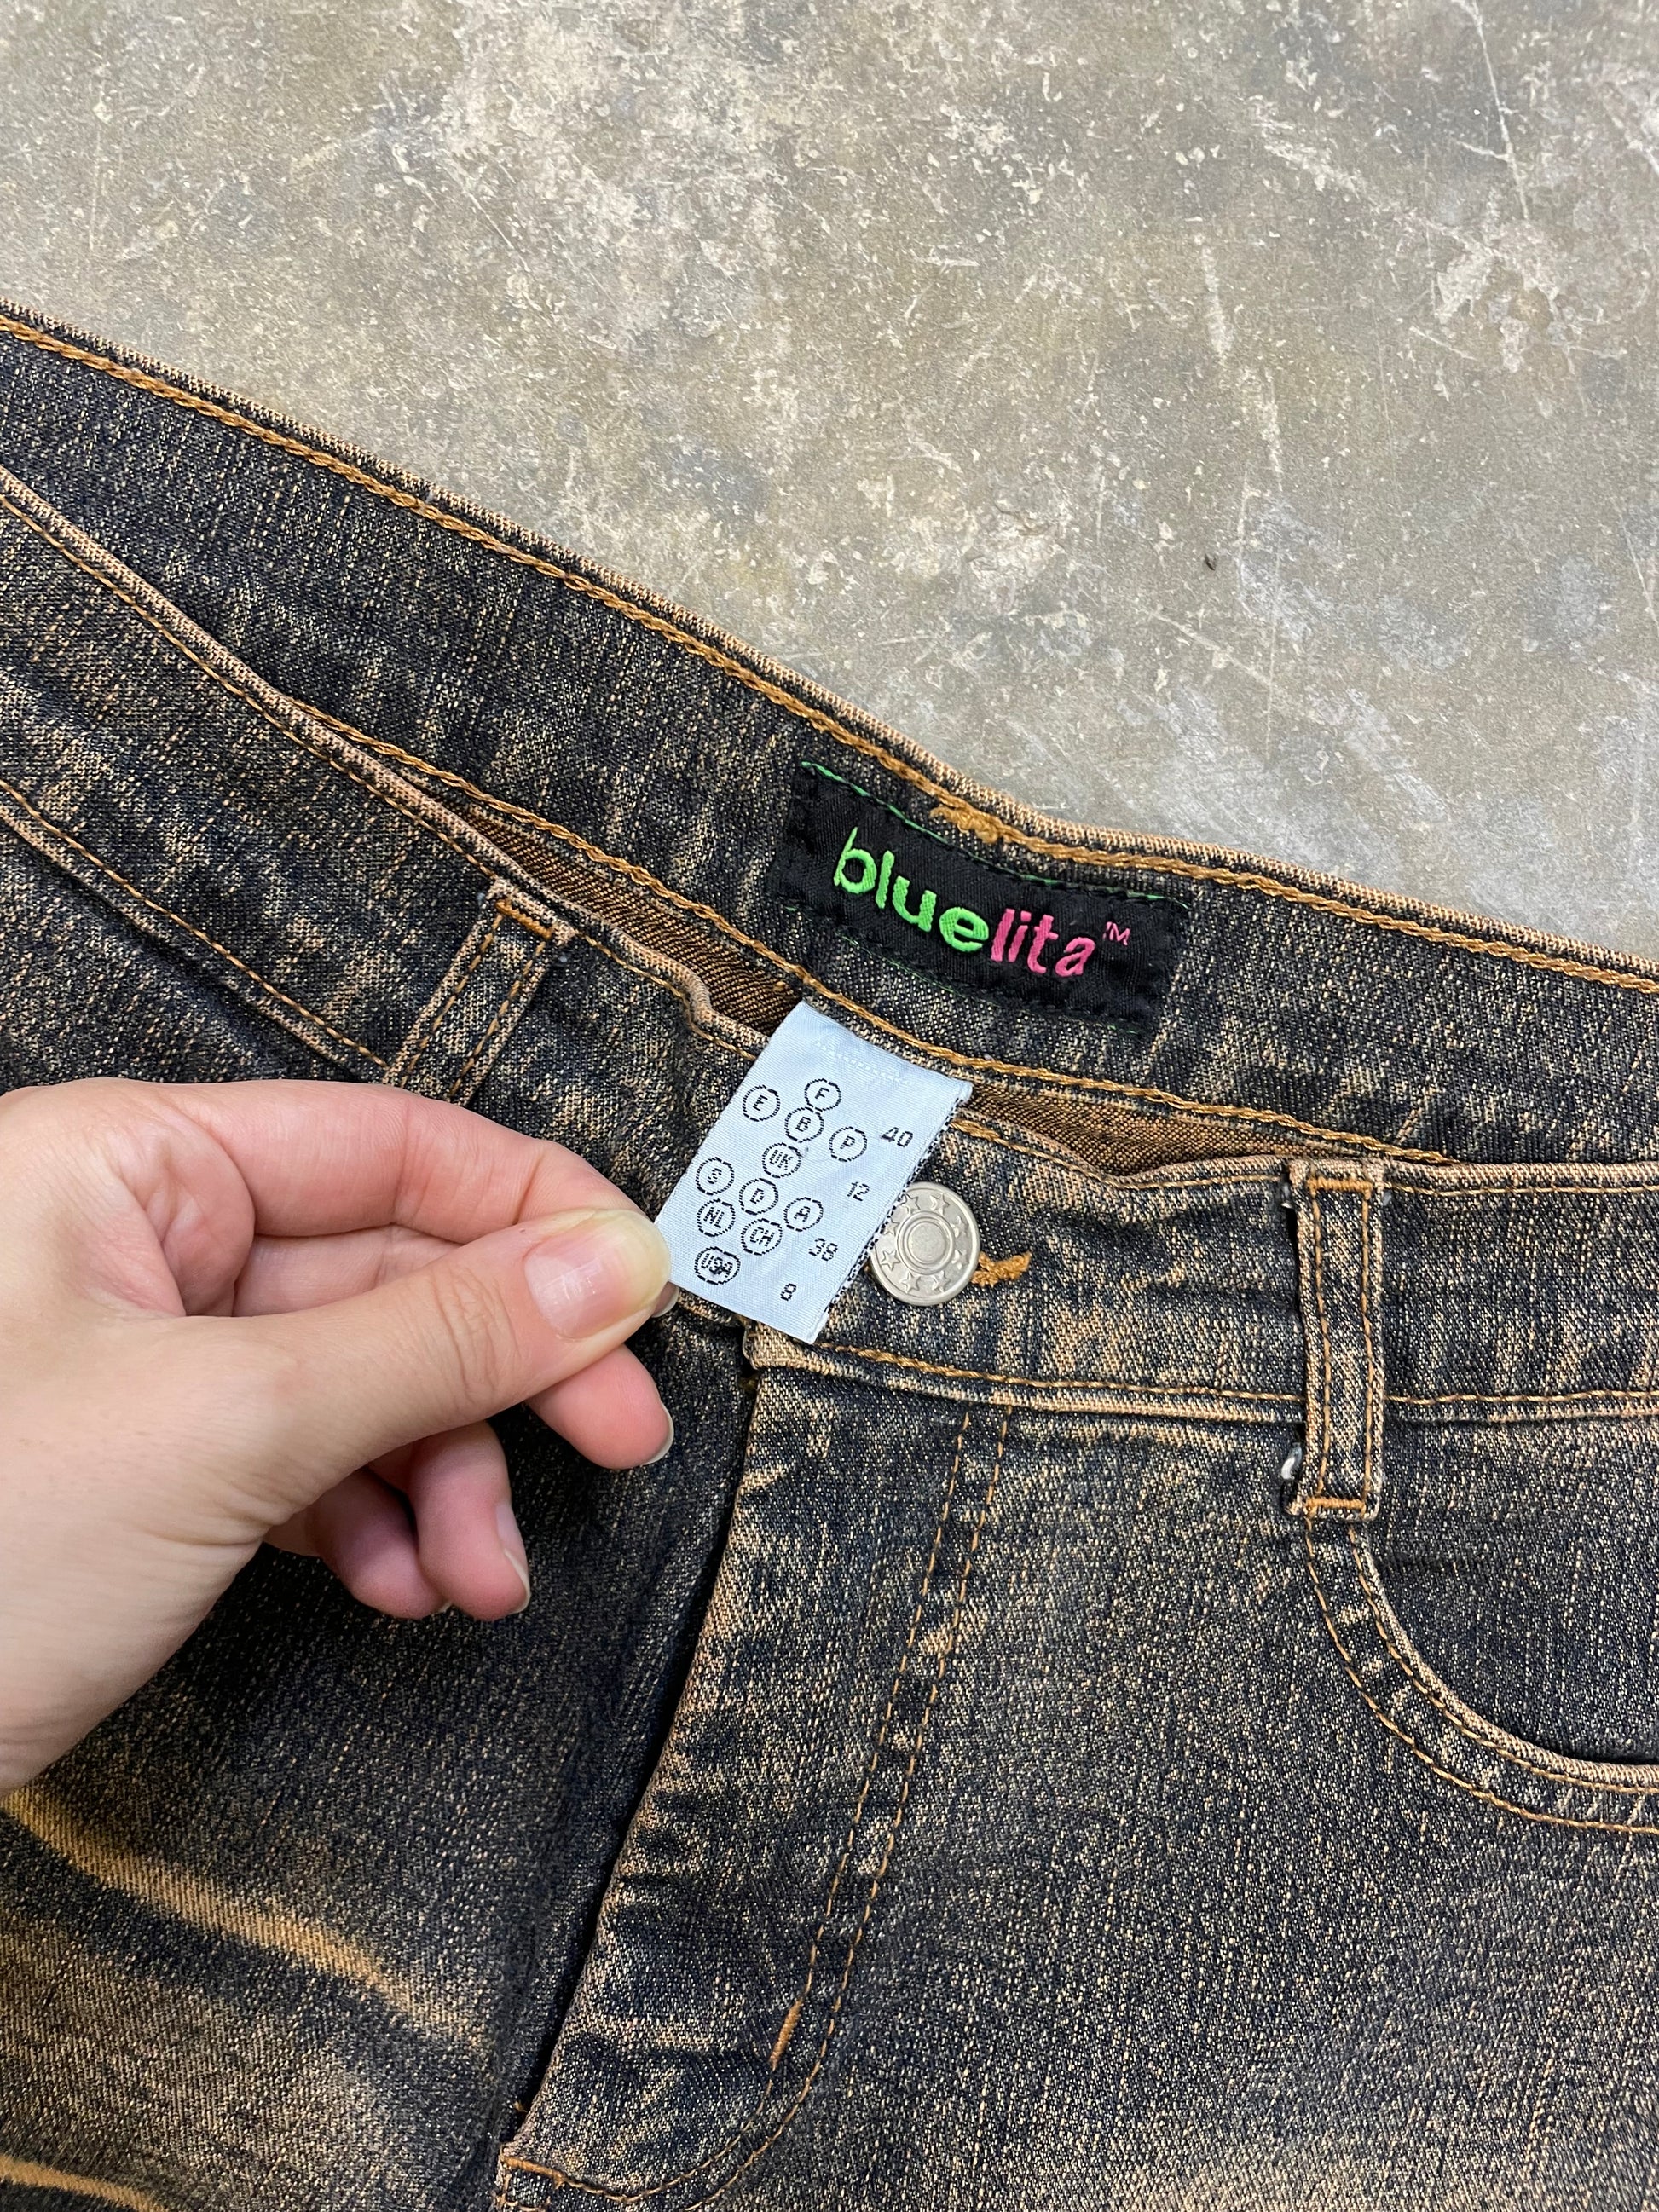 bluelita™
F
E B P 40
UK 12
S D A
NL CH 38
USA 8